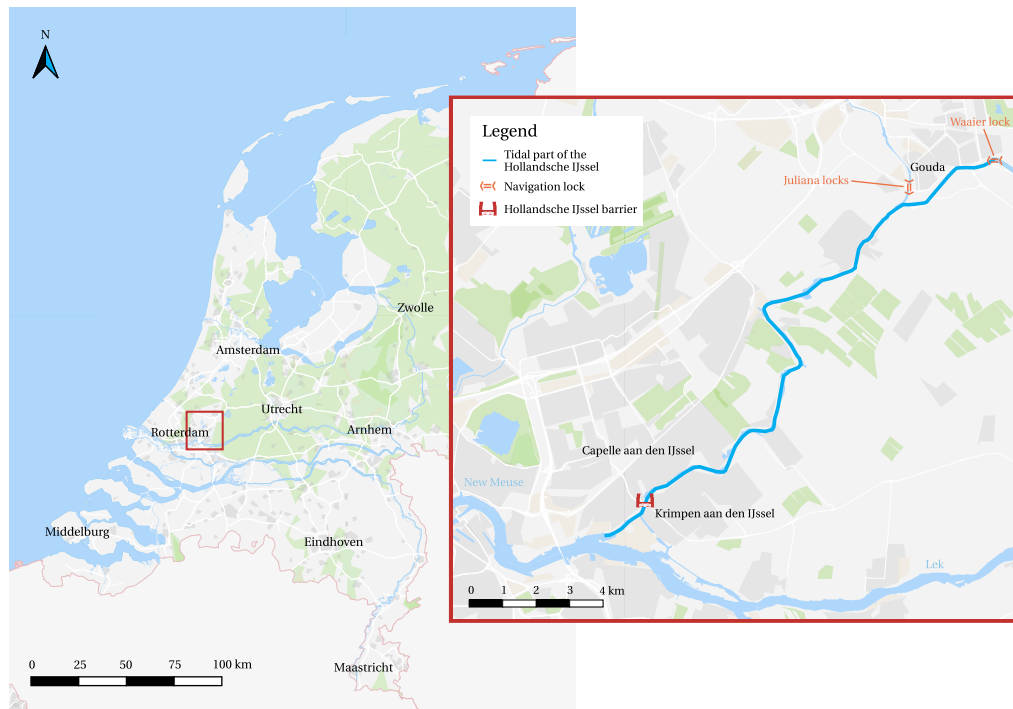 N
Zwolle
Amsterdam
Utrecht
Rotterdam
Arnhem
Middelburg
Eindhoven
Maastricht
0 25 50 75 100 km
Legend
Tidal part of the
Hollandsche IJssel
Navigation lock
Hollandsche IJssel barrier
Waaier lock
Gouda
Juliana locks
Capelle aan den IJssel
New Meuse
Krimpen aan den IJssel
Lek
0 1 2 3 4 km